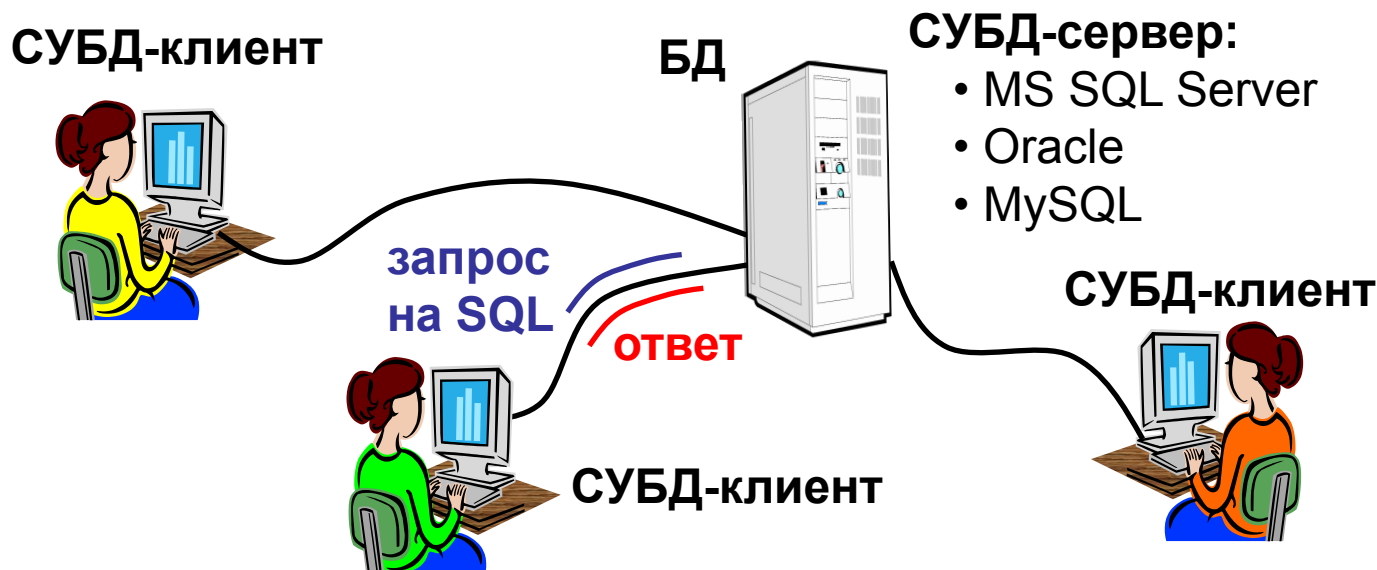 СУБД-клиент
БД
СУБД-сервер:
• MS SQL Server
• Oracle
• MySQL
запрос
на SQL
ответ
СУБД-клиент
СУБД-клиент